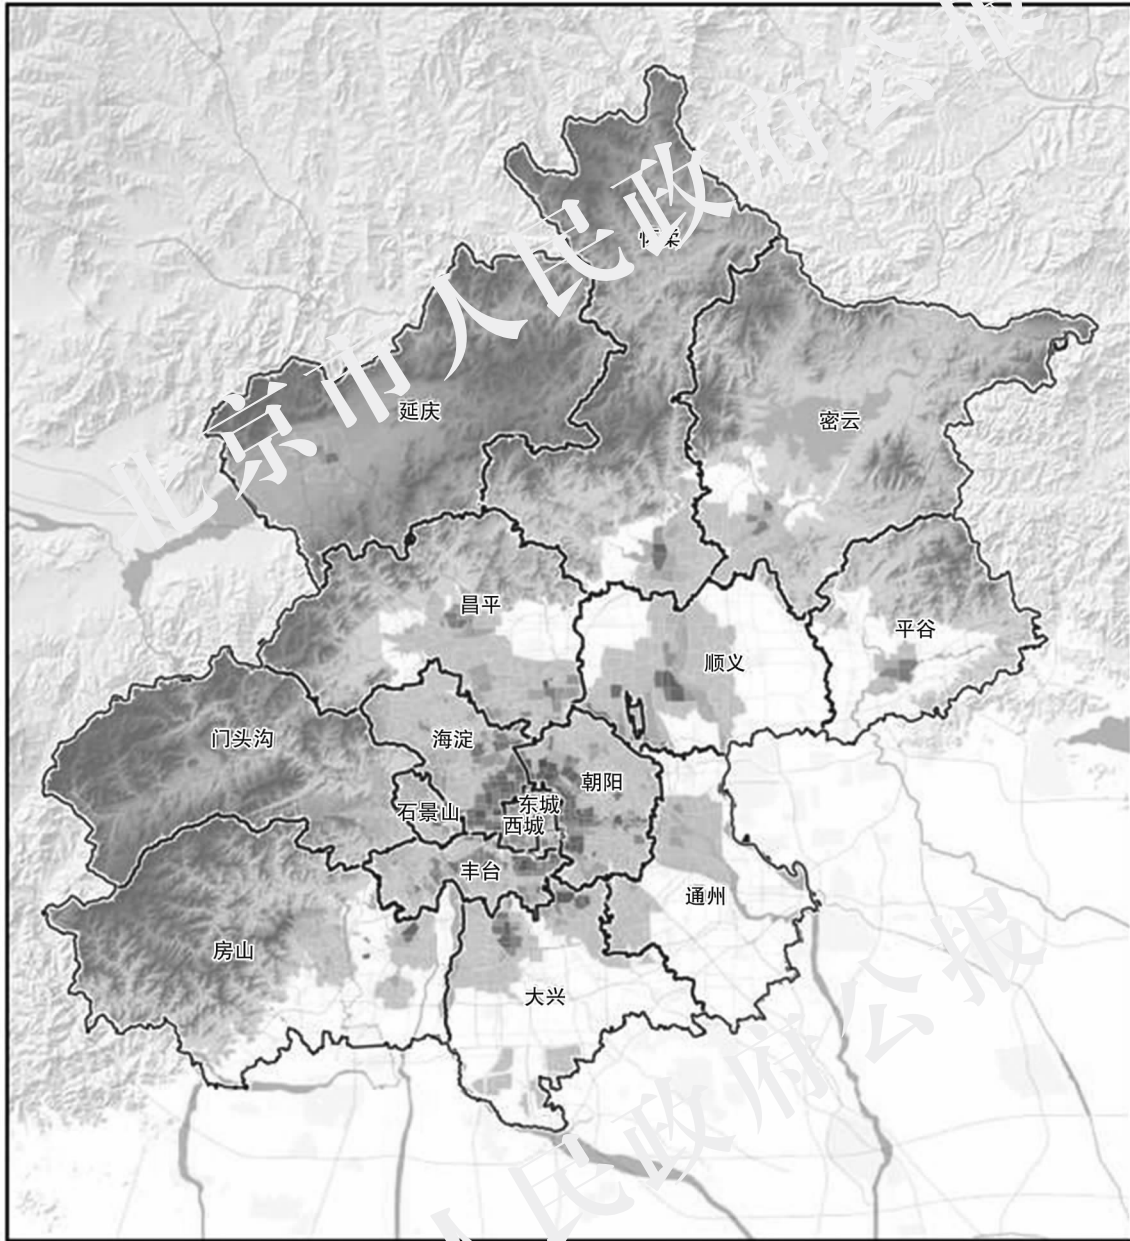 北京市人民政府公报
怀柔
延庆
密云
昌平
平谷
顺义
门头沟
海淀
朝阳
石景山
东城
西城
丰台
通州
房山
大兴
人民政府公报